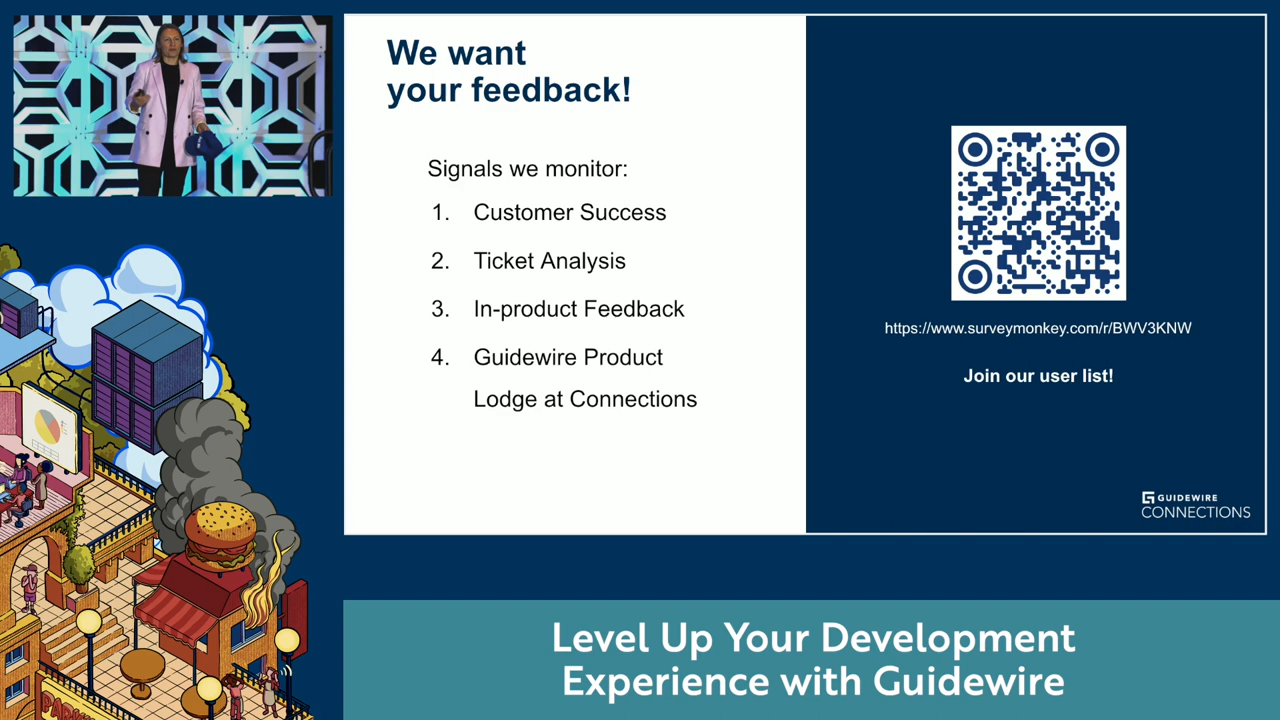 We want
your feedback!
Signals we monitor:
1. Customer Success
2. Ticket Analysis
3. In-product Feedback
4. Guidewire Product
Lodge at Connections
https://www.surveymonkey.com/r/BWV3KNW
Join our user list!
GUIDEWIRE
CONNECTIONS
Level Up Your Development
Experience with Guidewire